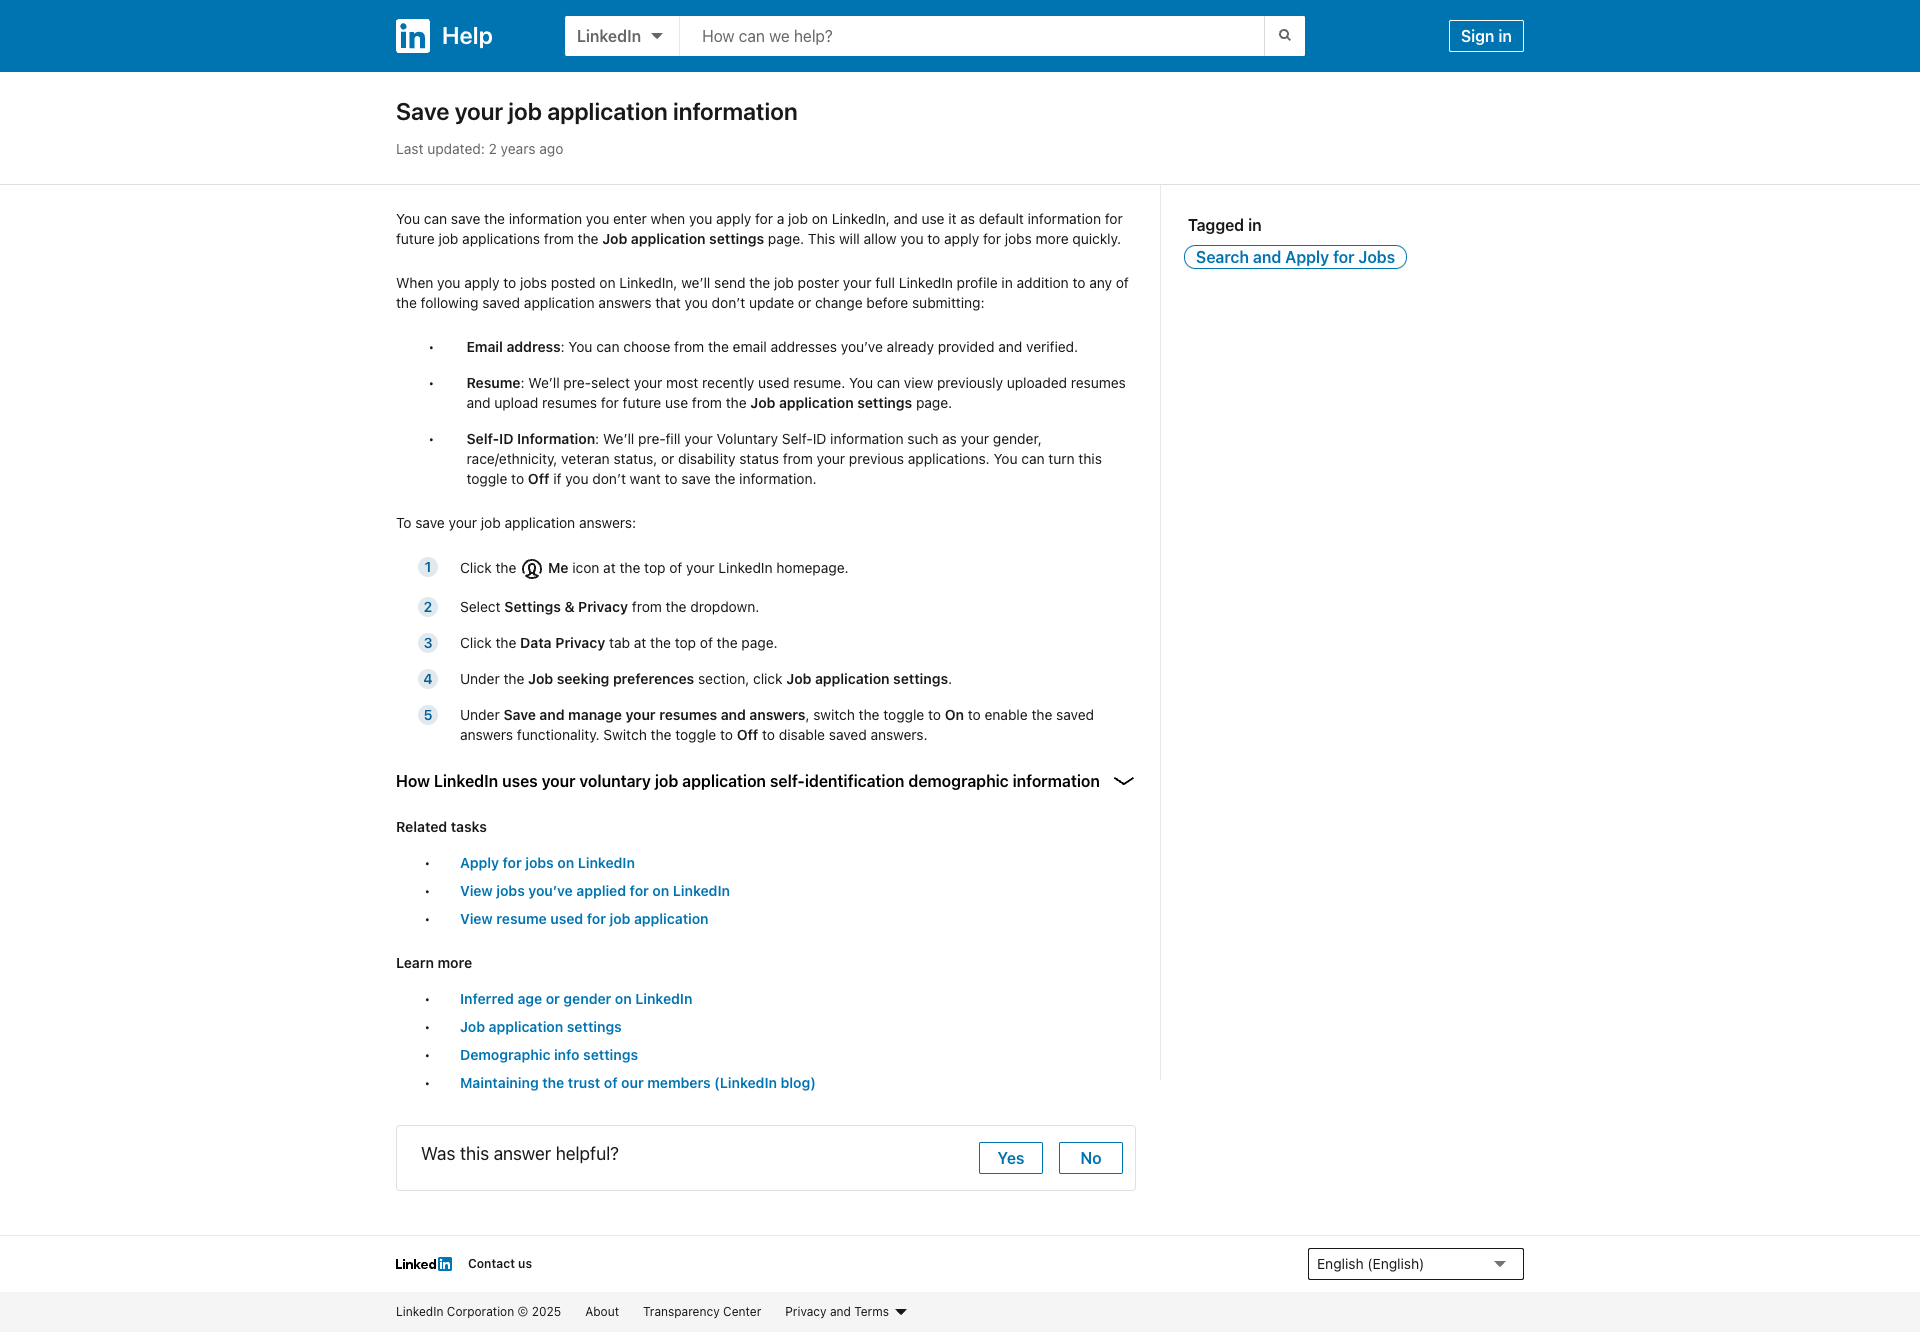 in Help
LinkedIn
How can we help?
Sign in
Save your job application information
Last updated: 2 years ago
You can save the information you enter when you apply for a job on LinkedIn, and use it as default information for
future job applications from the Job application settings page. This will allow you to apply for jobs more quickly.
When you apply to jobs posted on LinkedIn, we’ll send the job poster your full LinkedIn profile in addition to any of
the following saved application answers that you don’t update or change before submitting:
• Email address: You can choose from the email addresses you’ve already provided and verified.
• Resume: We’ll pre-select your most recently used resume. You can view previously uploaded resumes
and upload resumes for future use from the Job application settings page.
• Self-ID Information: We’ll pre-fill your Voluntary Self-ID information such as your gender,
race/ethnicity, veteran status, or disability status from your previous applications. You can turn this
toggle to Off if you don’t want to save the information.
To save your job application answers:
1 Click the Me icon at the top of your LinkedIn homepage.
2 Select Settings & Privacy from the dropdown.
3 Click the Data Privacy tab at the top of the page.
4 Under the Job seeking preferences section, click Job application settings.
5 Under Save and manage your resumes and answers, switch the toggle to On to enable the saved
answers functionality. Switch the toggle to Off to disable saved answers.
How LinkedIn uses your voluntary job application self-identification demographic information
Related tasks
• Apply for jobs on LinkedIn
• View jobs you’ve applied for on LinkedIn
• View resume used for job application
Learn more
• Inferred age or gender on LinkedIn
• Job application settings
• Demographic info settings
• Maintaining the trust of our members (LinkedIn blog)
Was this answer helpful?
Yes
No
Tagged in
Search and Apply for Jobs
LinkedIn Contact us
English (English)
LinkedIn Corporation © 2025 About Transparency Center Privacy and Terms